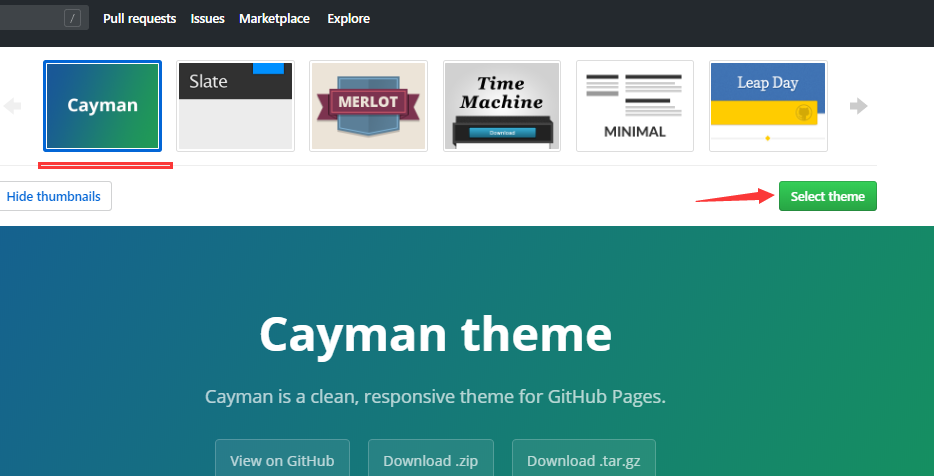 / Pull requests Issues Marketplace Explore
Cayman
Slate
MERLOT
Time
Machine
Download
MINIMAL
Leap Day
Hide thumbnails
Select theme
Cayman theme
Cayman is a clean, responsive theme for GitHub Pages.
View on GitHub Download .zip Download .tar.gz